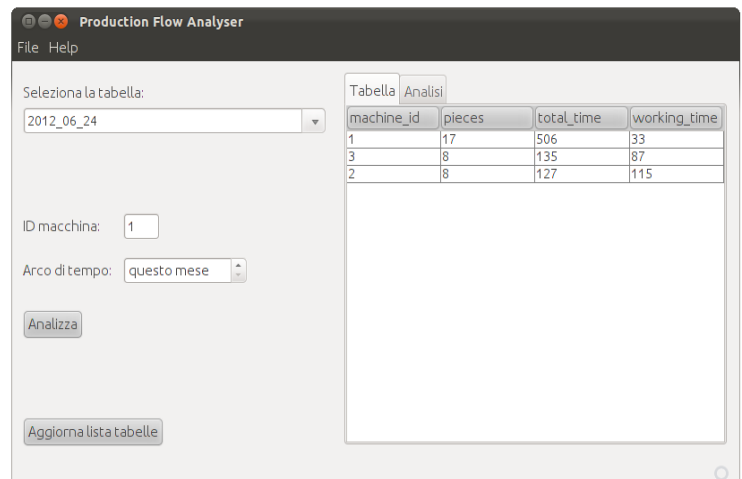 Production Flow Analyser
File Help
Seleziona la tabella:
2012_06_24
ID macchina: 1
Arco di tempo: questo mese
Analizza
Aggiorna lista tabelle
Tabella Analisi
machine_id pieces total_time working_time
1 17 506 33
3 8 135 87
2 8 127 115